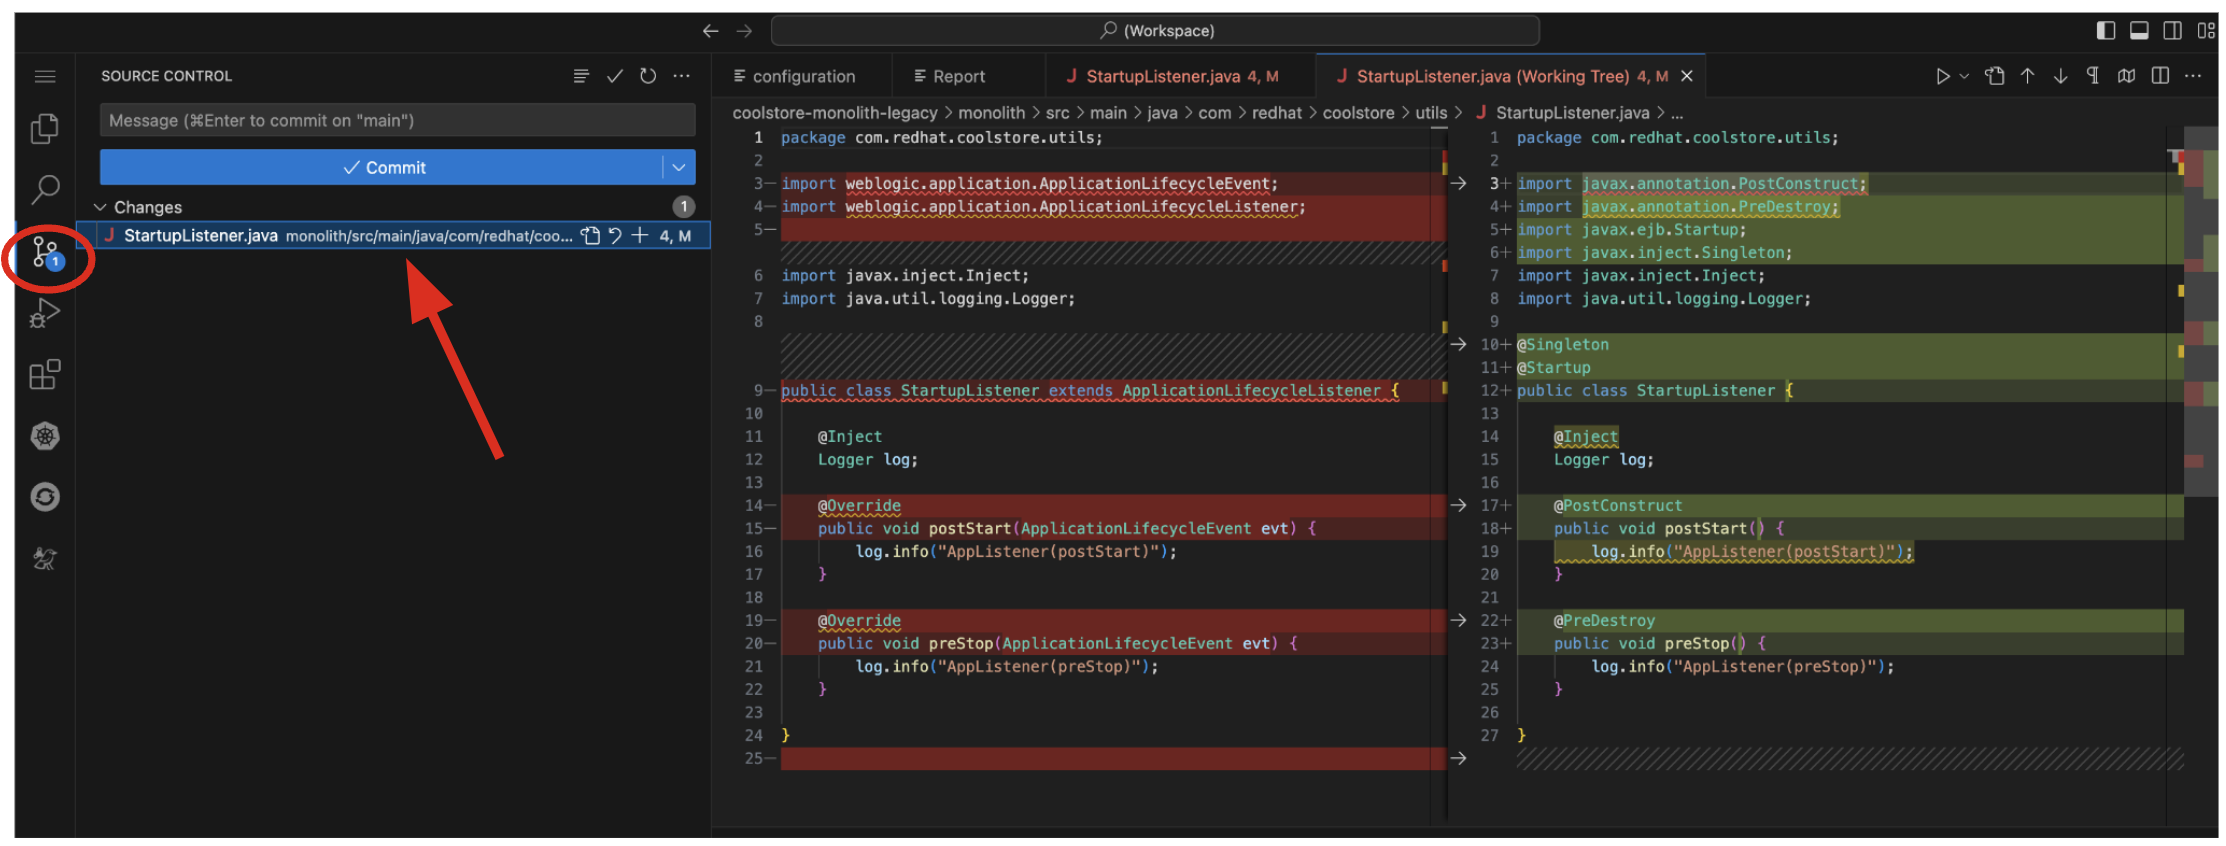 (Workspace)
SOURCE CONTROL
Message (⌘Enter to commit on "main")
Commit
Changes
1
StartupListener.java monolith/src/main/java/com/redhat/coo... 4, M
1
configuration
Report
StartupListener.java 4, M
StartupListener.java (Working Tree) 4, M
coolstore-monolith-legacy > monolith > src > main > java > com > redhat > coolstore > utils > J StartupListener.java > ...
1 package com.redhat.coolstore.utils;
2
3— import weblogic.application.ApplicationLifecycleEvent;
4— import weblogic.application.ApplicationLifecycleListener;
5—
6 import javax.inject.Inject;
7 import java.util.logging.Logger;
8
9— public class StartupListener extends ApplicationLifecycleListener {
10
11 @Inject
12 Logger log;
13
14— @Override
15— public void postStart(ApplicationLifecycleEvent evt) {
16 log.info("AppListener(postStart)");
17 }
18
19— @Override
20— public void preStop(ApplicationLifecycleEvent evt) {
21 log.info("AppListener(preStop)");
22 }
23
24 }
25—
1 package com.redhat.coolstore.utils;
2
3+ import javax.annotation.PostConstruct;
4+ import javax.annotation.PreDestroy;
5+ import javax.ejb.Startup;
6+ import javax.inject.Singleton;
7 import javax.inject.Inject;
8 import java.util.logging.Logger;
9
10+ @Singleton
11+ @Startup
12+ public class StartupListener {
13
14 @Inject
15 Logger log;
16
17+ @PostConstruct
18+ public void postStart() {
19 log.info("AppListener(postStart)");
20 }
21
22+ @PreDestroy
23+ public void preStop() {
24 log.info("AppListener(preStop)");
25 }
26
27 }